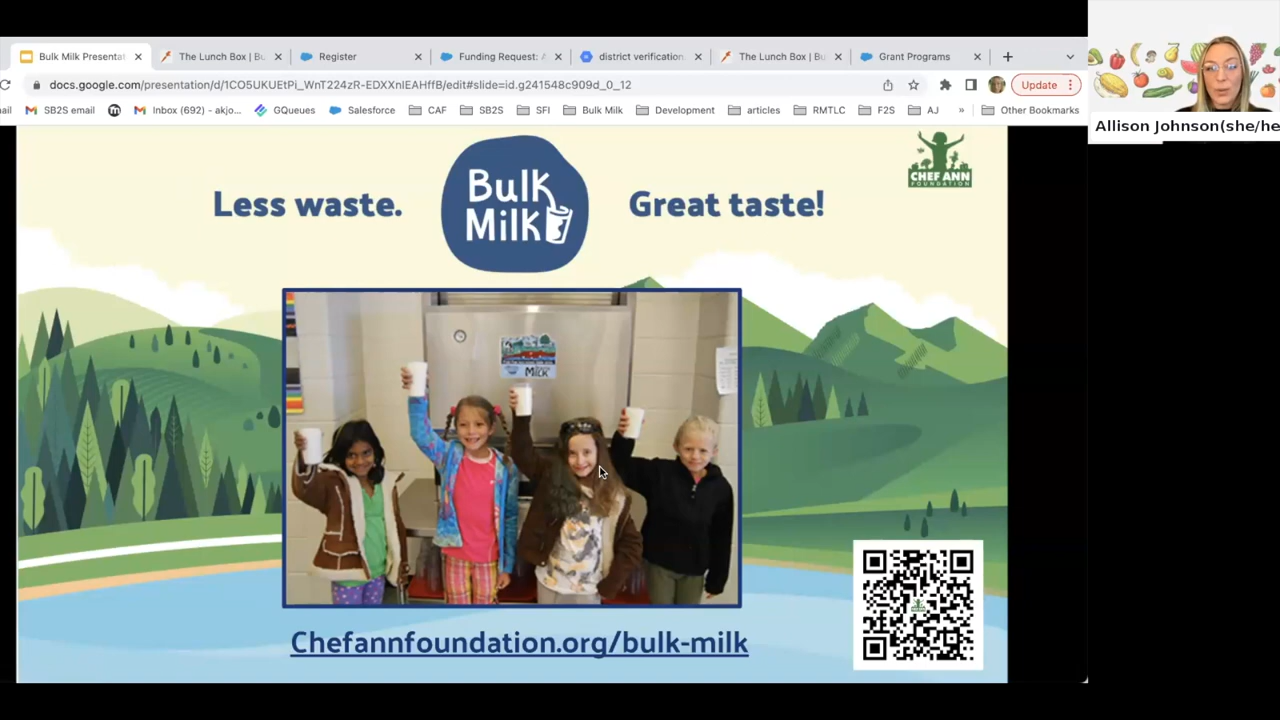 Bulk Milk Presentat
The Lunch Box | Bu
Register
Funding Request: A
district verification
The Lunch Box | Bu
Grant Programs
docs.google.com/presentation/d/1CO5UKUEtPi_WnT224zR-EDXXnIEAHffB/edit#slide=id.g241548c909d_0_12
Update
ail
SB2S email
Inbox (692) - akjo...
GQueues
Salesforce
CAF
SB2S
SFI
Bulk Milk
Development
articles
RMTLC
F2S
AJ
»
Other Bookmarks
Allison Johnson(she/he
CHEF ANN
FOUNDATION
Less waste.
Bulk
Milk
Great taste!
MILK
Chefannfoundation.org/bulk-milk